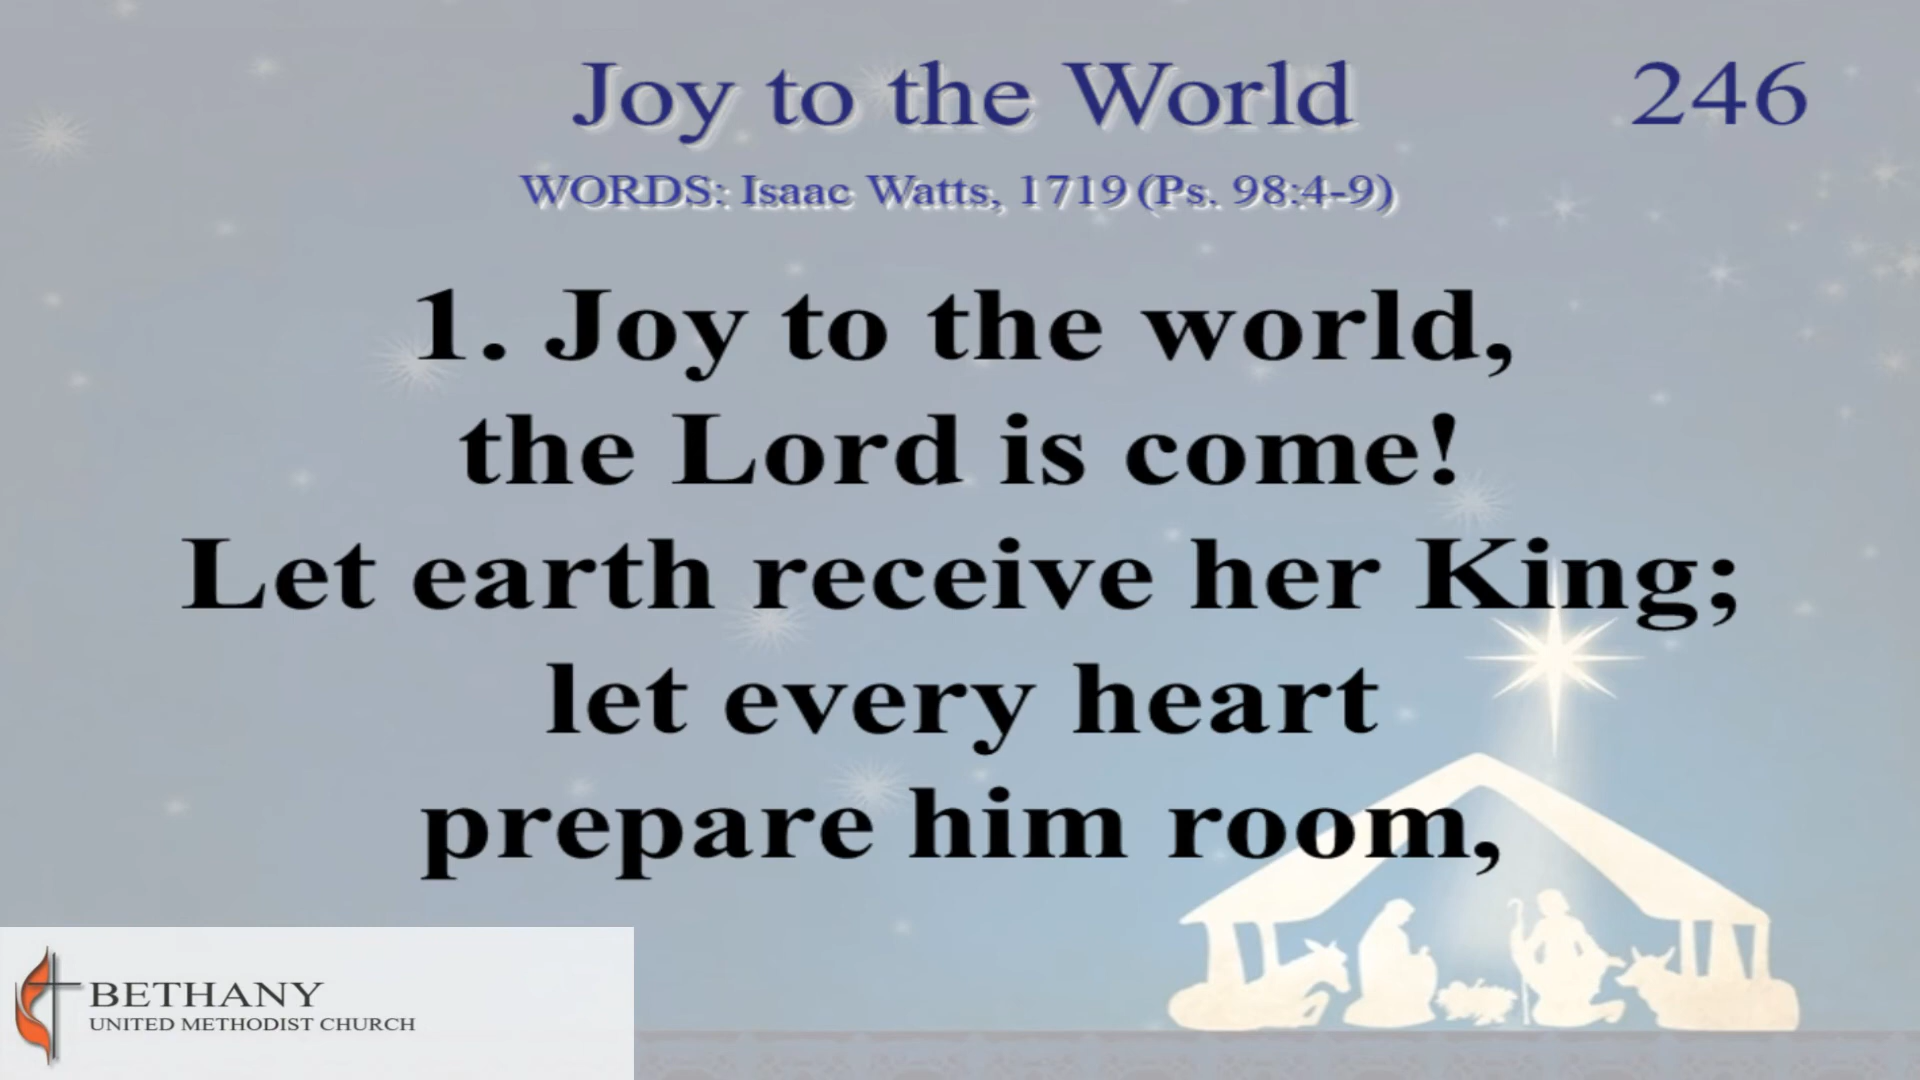 Joy to the World 246
WORDS: Isaac Watts, 1719 (Ps. 98:4-9)
1. Joy to the world,
the Lord is come!
Let earth receive her King;
let every heart
prepare him room,
BETHANY
UNITED METHODIST CHURCH